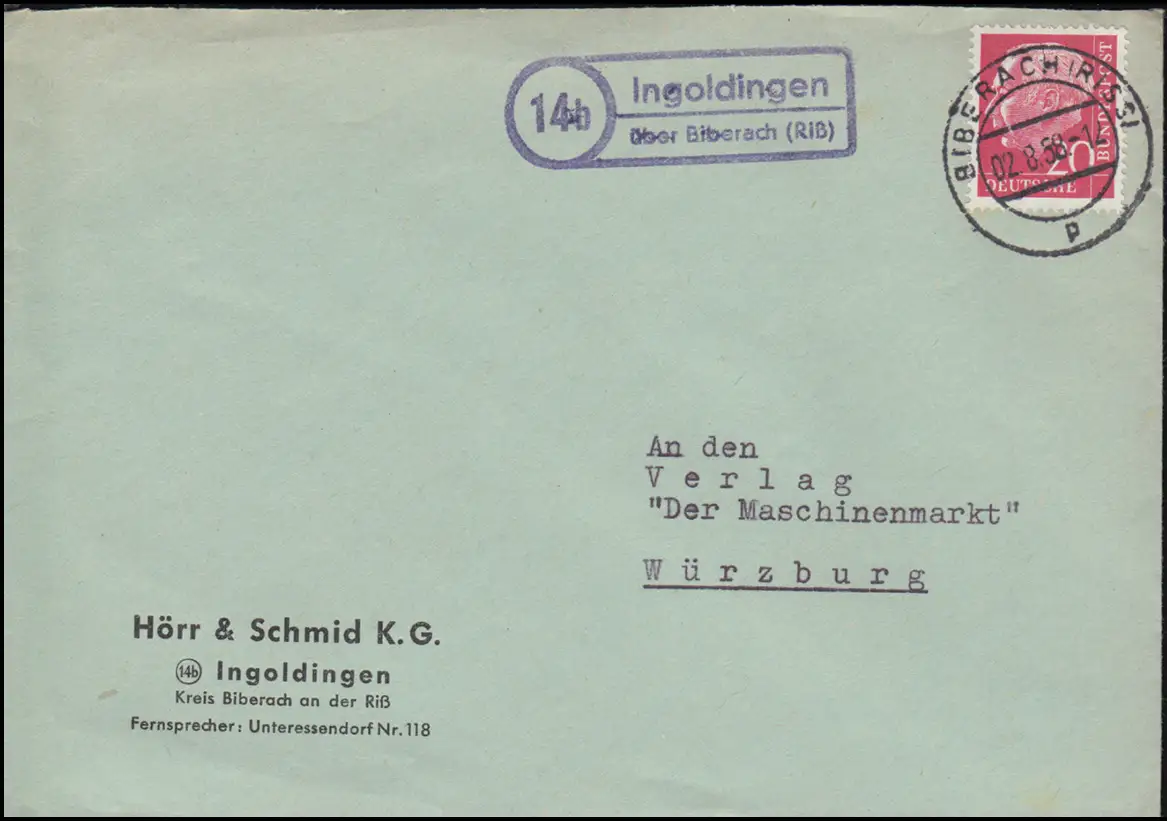 14b
Ingoldingen
über Biberach (Riß)
BIBERACH (RISS)
02.8.58.-12
p
20
DEUTSCHE
BUNDESPOST
An den
V e r l a g
"Der Maschinenmarkt"
W ü r z b u r g
Hörr & Schmid K.G.
14b Ingoldingen
Kreis Biberach an der Riß
Fernsprecher: Unteressendorf Nr. 118